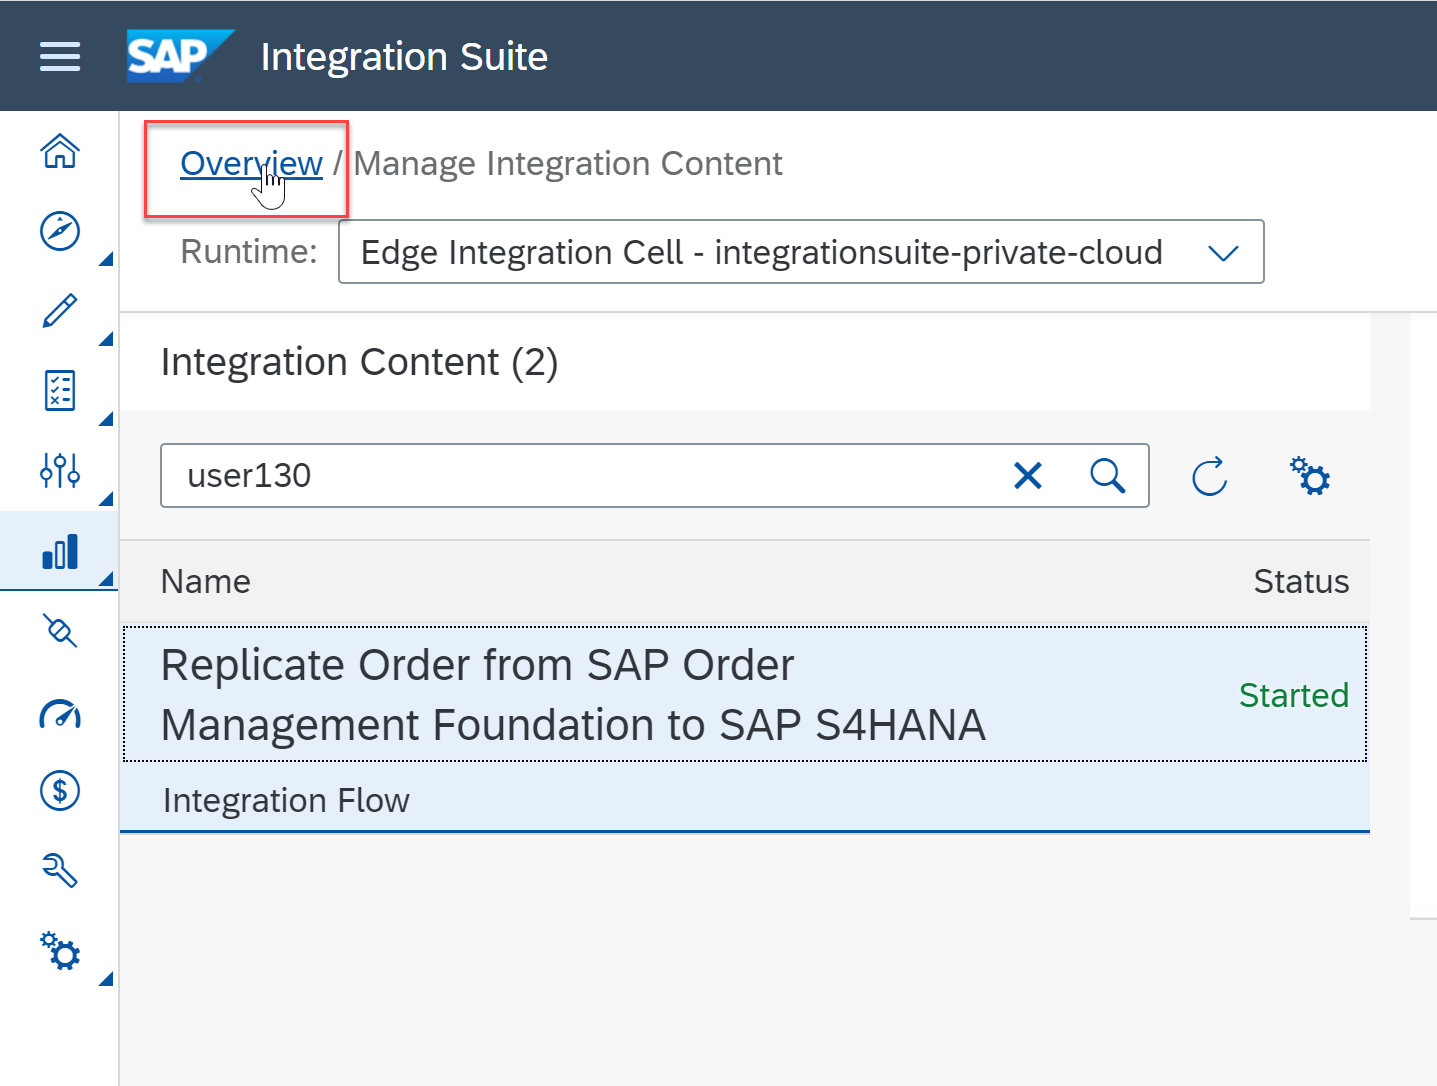 SAP Integration Suite
Overview / Manage Integration Content
Runtime: Edge Integration Cell - integrationsuite-private-cloud
Integration Content (2)
user130
Name Status
Replicate Order from SAP Order
Management Foundation to SAP S4HANA
Started
Integration Flow
$